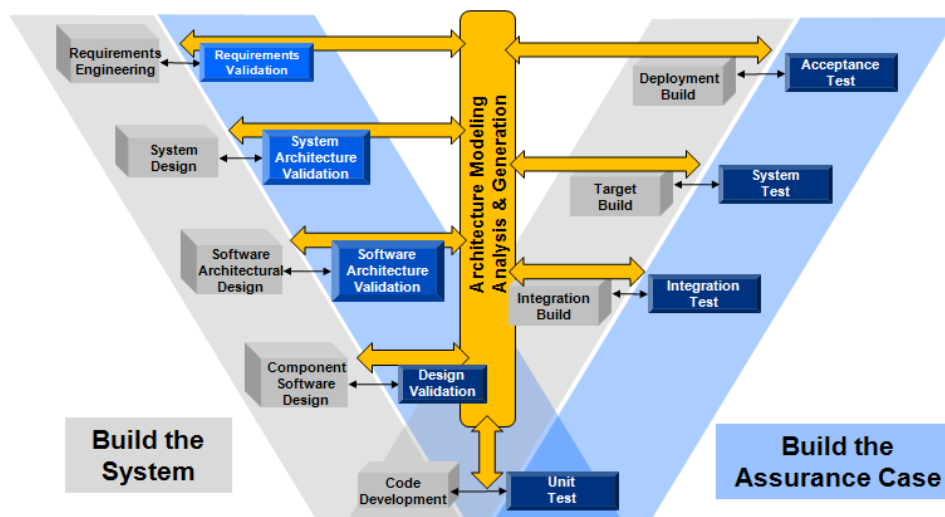 Requirements
Engineering
Requirements
Validation
System
Design
System
Architecture
Validation
Software
Architectural
Design
Software
Architecture
Validation
Component
Software
Design
Design
Validation
Code
Development
Unit
Test
Architecture Modeling
Analysis & Generation
Deployment
Build
Acceptance
Test
Target
Build
System
Test
Integration
Build
Integration
Test
Build the
System
Build the
Assurance Case